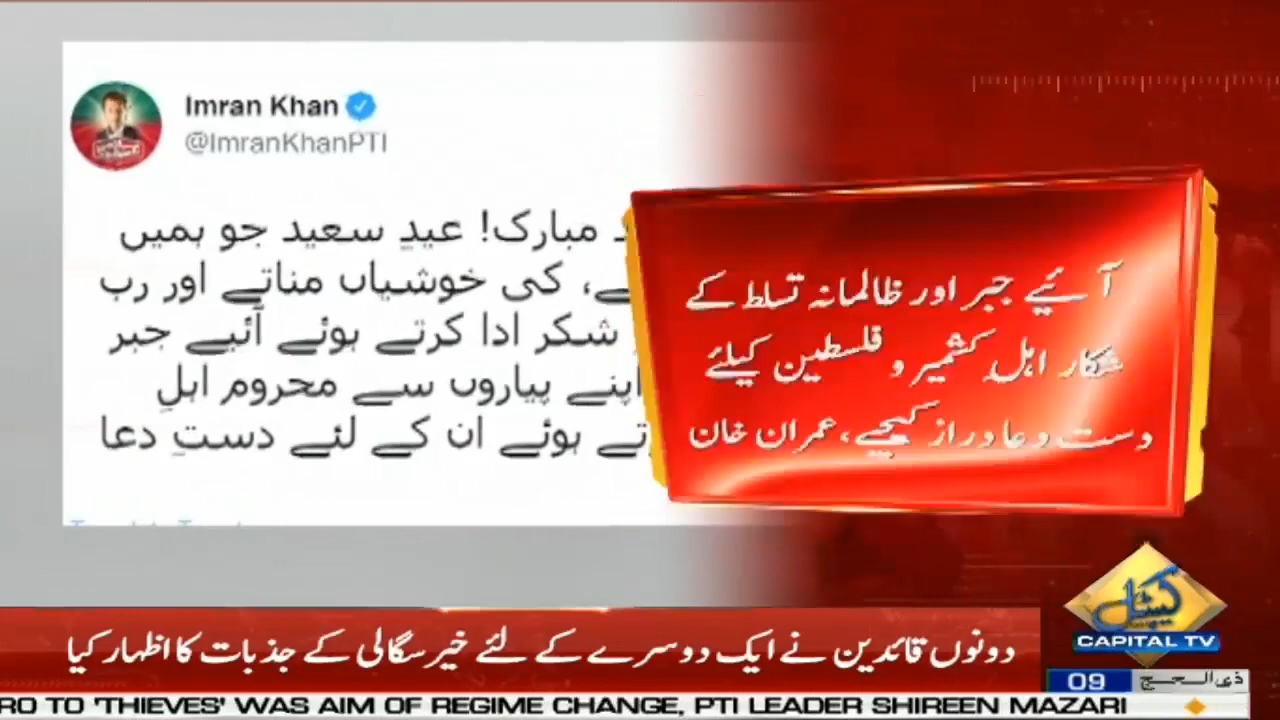 Imran Khan
@ImranKhanPTI
مبارک! عیدِ سعید جو ہمیں
کی خوشیاں مناتے اور رب
شکر ادا کرتے ہوئے آئیے جبر
اپنے پیاروں سے محروم اہلِ
ہوئے ان کے لئے دستِ دعا
آئیے جبر اور ظالمانہ تسلط کے
شکار اہلِ کشمیر و فلسطین کیلئے
دست دعا دراز کیجیے، عمران خان
دونوں قائدین نے ایک دوسرے کے لئے خیر سگالی کے جذبات کا اظہار کیا
کیپٹل
CAPITAL TV
09 ذی الحج
TO 'THIEVES' WAS AIM OF REGIME CHANGE, PTI LEADER SHIREEN MAZARI